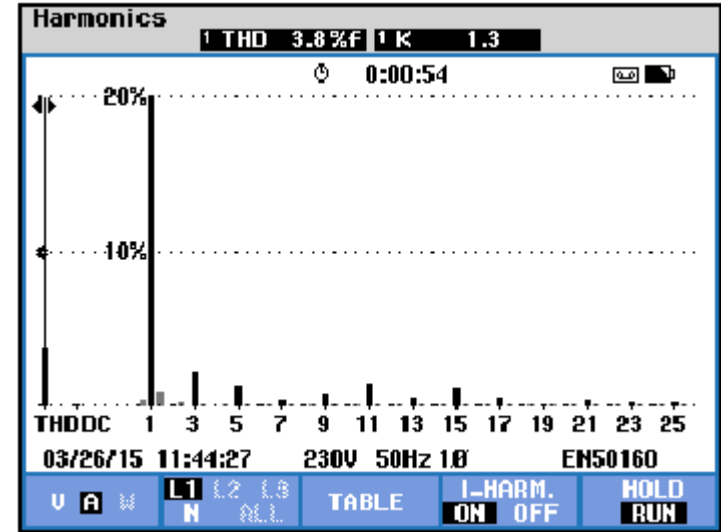 Harmonics
1 THD 3.8%f 1 K 1.3
0:00:54
20%
10%
THD DC 1 3 5 7 9 11 13 15 17 19 21 23 25
03/26/15 11:44:27 230V 50Hz 1Ø EN50160
V A W L1 L2 L3 N ALL TABLE I-HARM. ON OFF HOLD RUN